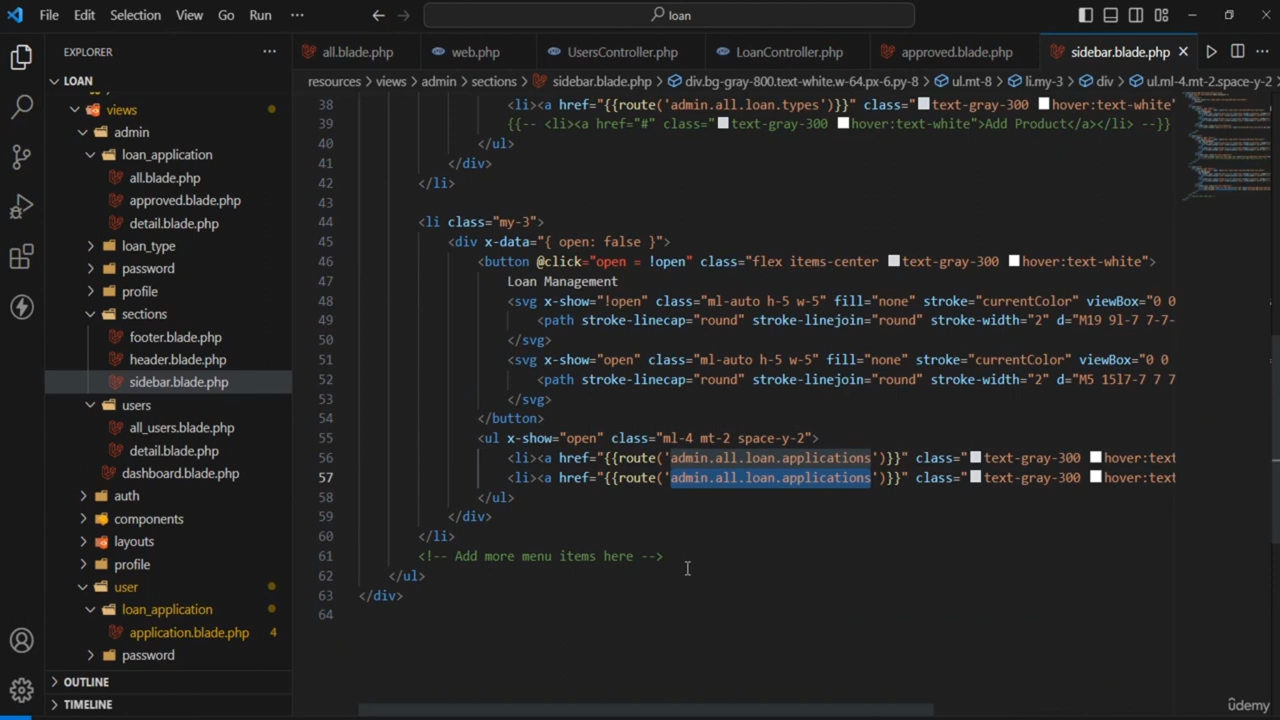 File Edit Selection View Go Run ··· loan
EXPLORER ···
all.blade.php web.php UsersController.php LoanController.php approved.blade.php sidebar.blade.php
LOAN
resources > views > admin > sections > sidebar.blade.php > div.bg-gray-800.text-white.w-64.px-6.py-8 > ul.mt-8 > li.my-3 > div > ul.ml-4.mt-2.space-y-2
views
admin
loan_application
all.blade.php
approved.blade.php
detail.blade.php
loan_type
password
profile
sections
footer.blade.php
header.blade.php
sidebar.blade.php
users
all_users.blade.php
detail.blade.php
dashboard.blade.php
auth
components
layouts
profile
user
loan_application
application.blade.php 4
password
OUTLINE
TIMELINE
38 <li><a href="{{route('admin.all.loan.types')}}" class="text-gray-300 hover:text-white"
39 {{-- <li><a href="#" class="text-gray-300 hover:text-white">Add Product</a></li> --}}
40 </ul>
41 </div>
42 </li>
43
44 <li class="my-3">
45 <div x-data="{ open: false }">
46 <button @click="open = !open" class="flex items-center text-gray-300 hover:text-white">
47 Loan Management
48 <svg x-show="!open" class="ml-auto h-5 w-5" fill="none" stroke="currentColor" viewBox="0 0
49 <path stroke-linecap="round" stroke-linejoin="round" stroke-width="2" d="M19 9l-7 7-7-
50 </svg>
51 <svg x-show="open" class="ml-auto h-5 w-5" fill="none" stroke="currentColor" viewBox="0 0
52 <path stroke-linecap="round" stroke-linejoin="round" stroke-width="2" d="M5 15l7-7 7 7
53 </svg>
54 </button>
55 <ul x-show="open" class="ml-4 mt-2 space-y-2">
56 <li><a href="{{route('admin.all.loan.applications')}}" class="text-gray-300 hover:text
57 <li><a href="{{route('admin.all.loan.applications')}}" class="text-gray-300 hover:text
58 </ul>
59 </div>
60 </li>
61 <!-- Add more menu items here -->
62 </ul>
63 </div>
64
ûdemy